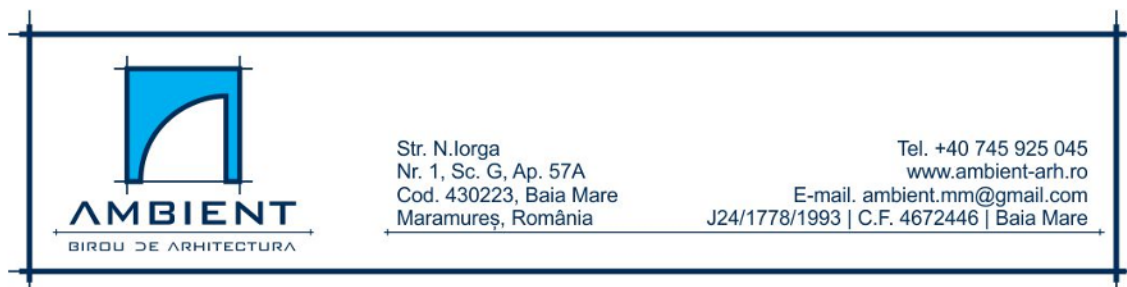 AMBIENT
BIROU DE ARHITECTURA
Str. N.Iorga
Nr. 1, Sc. G, Ap. 57A
Cod. 430223, Baia Mare
Maramureș, România
Tel. +40 745 925 045
www.ambient-arh.ro
E-mail. ambient.mm@gmail.com
J24/1778/1993 | C.F. 4672446 | Baia Mare